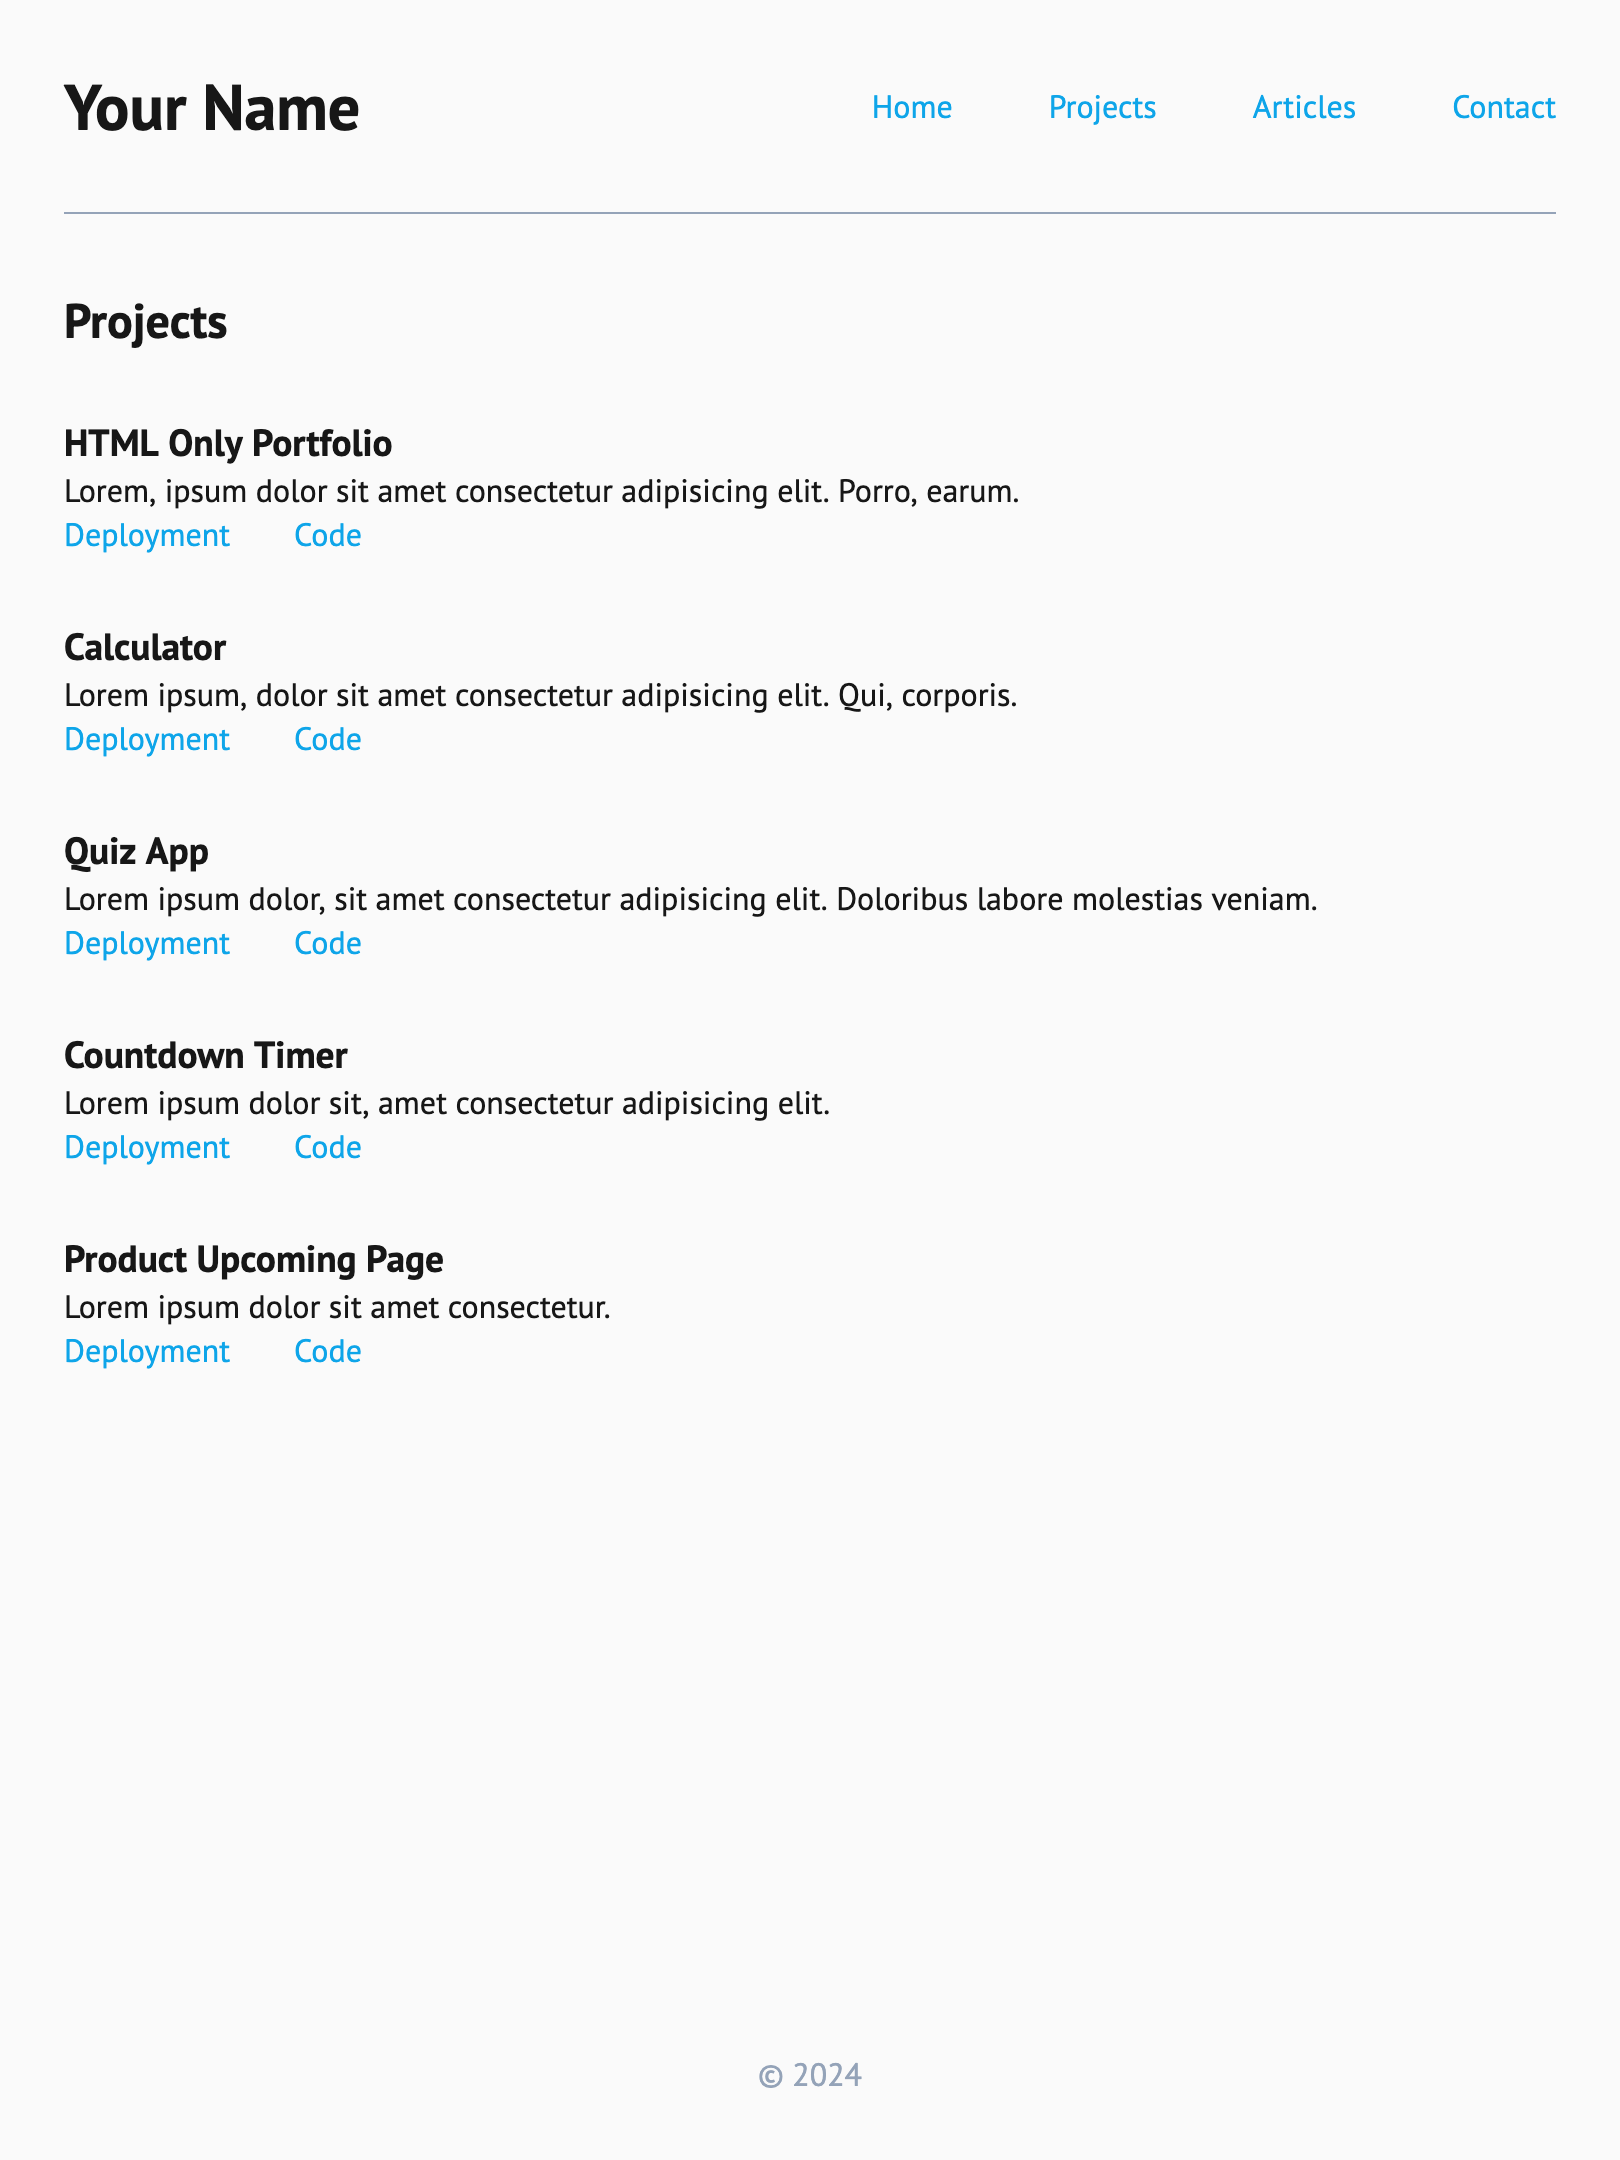 Your Name
Home Projects Articles Contact
Projects
HTML Only Portfolio
Lorem, ipsum dolor sit amet consectetur adipisicing elit. Porro, earum.
Deployment Code
Calculator
Lorem ipsum, dolor sit amet consectetur adipisicing elit. Qui, corporis.
Deployment Code
Quiz App
Lorem ipsum dolor, sit amet consectetur adipisicing elit. Doloribus labore molestias veniam.
Deployment Code
Countdown Timer
Lorem ipsum dolor sit, amet consectetur adipisicing elit.
Deployment Code
Product Upcoming Page
Lorem ipsum dolor sit amet consectetur.
Deployment Code
© 2024